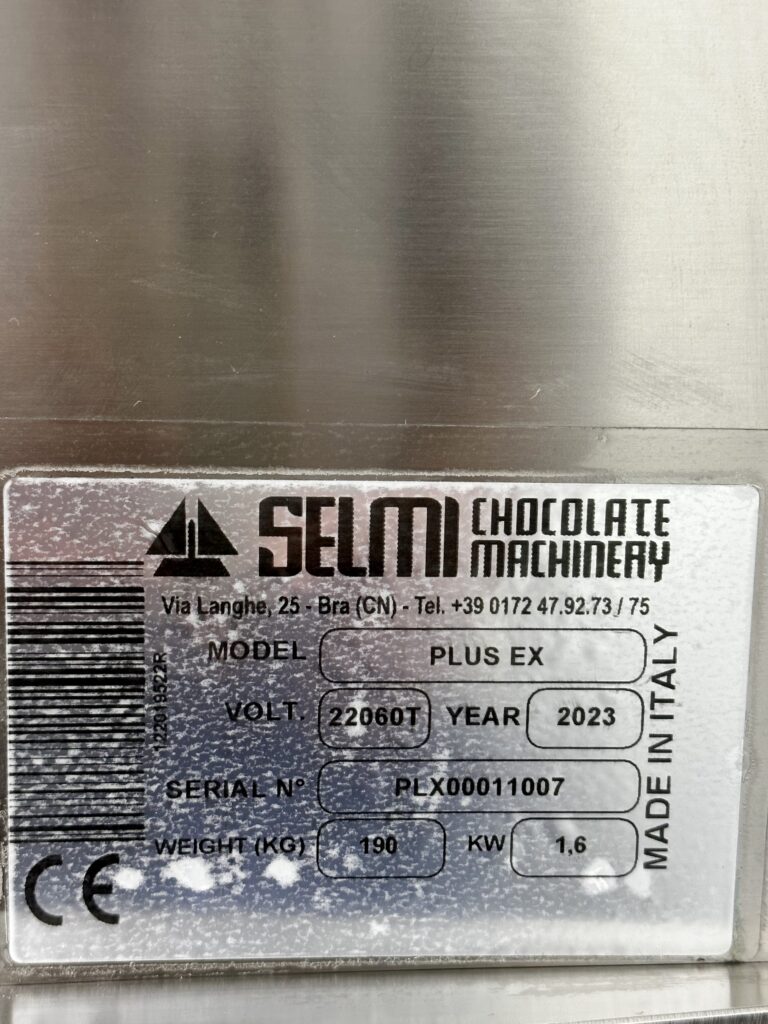 SELMI CHOCOLATE MACHINERY
Via Langhe, 25 - Bra (CN) - Tel. +39 0172 47.92.73 / 75
MODEL PLUS EX
VOLT. 22060T YEAR 2023
SERIAL N° PLX00011007
WEIGHT (KG) 190 KW 1,6
MADE IN ITALY
CE